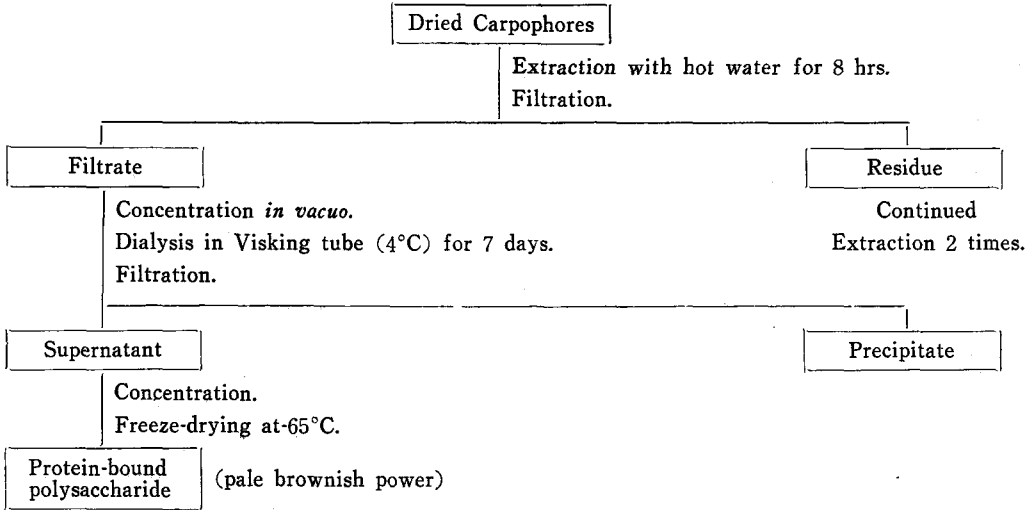 Dried Carpophores
Extraction with hot water for 8 hrs.
Filtration.
Filtrate
Residue
Concentration in vacuo.
Dialysis in Visking tube (4°C) for 7 days.
Filtration.
Continued
Extraction 2 times.
Supernatant
Precipitate
Concentration.
Freeze-drying at-65°C.
Protein-bound
polysaccharide
(pale brownish power)